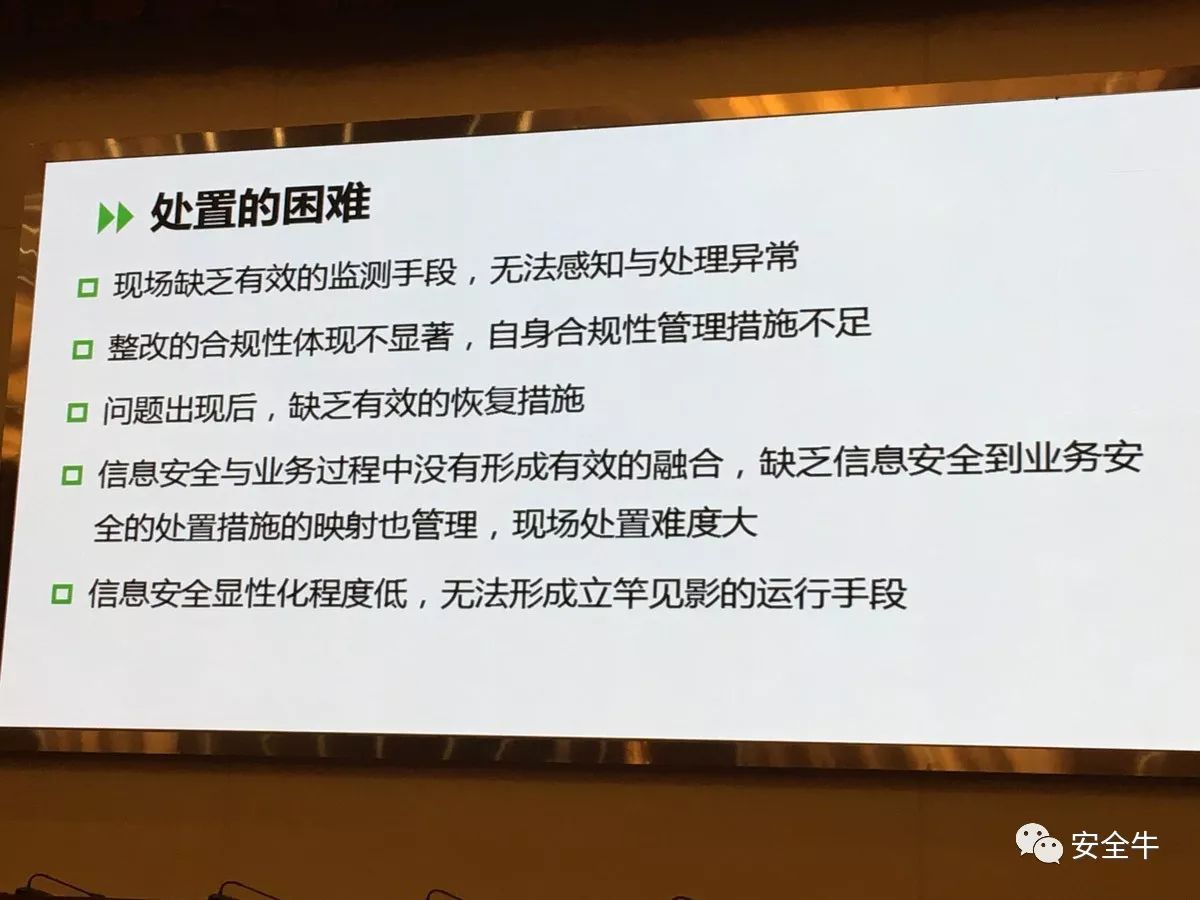 处置的困难
现场缺乏有效的监测手段，无法感知与处理异常
整改的合规性体现不显著，自身合规性管理措施不足
问题出现后，缺乏有效的恢复措施
信息安全与业务过程中没有形成有效的融合，缺乏信息安全到业务安
全的处置措施的映射也管理，现场处置难度大
信息安全显性化程度低，无法形成立竿见影的运行手段
安全牛